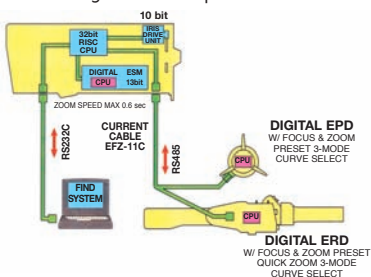 10 bit
32bit
RISC
CPU
IRIS
DRIVE
UNIT
DIGITAL ESM
CPU 13bit
ZOOM SPEED MAX 0.6 sec
RS232C
CURRENT
CABLE
EFZ-11C
RS485
DIGITAL EPD
W/ FOCUS & ZOOM
PRESET 3-MODE
CURVE SELECT
CPU
FIND
SYSTEM
CPU
DIGITAL ERD
W/ FOCUS & ZOOM PRESET
QUICK ZOOM 3-MODE
CURVE SELECT